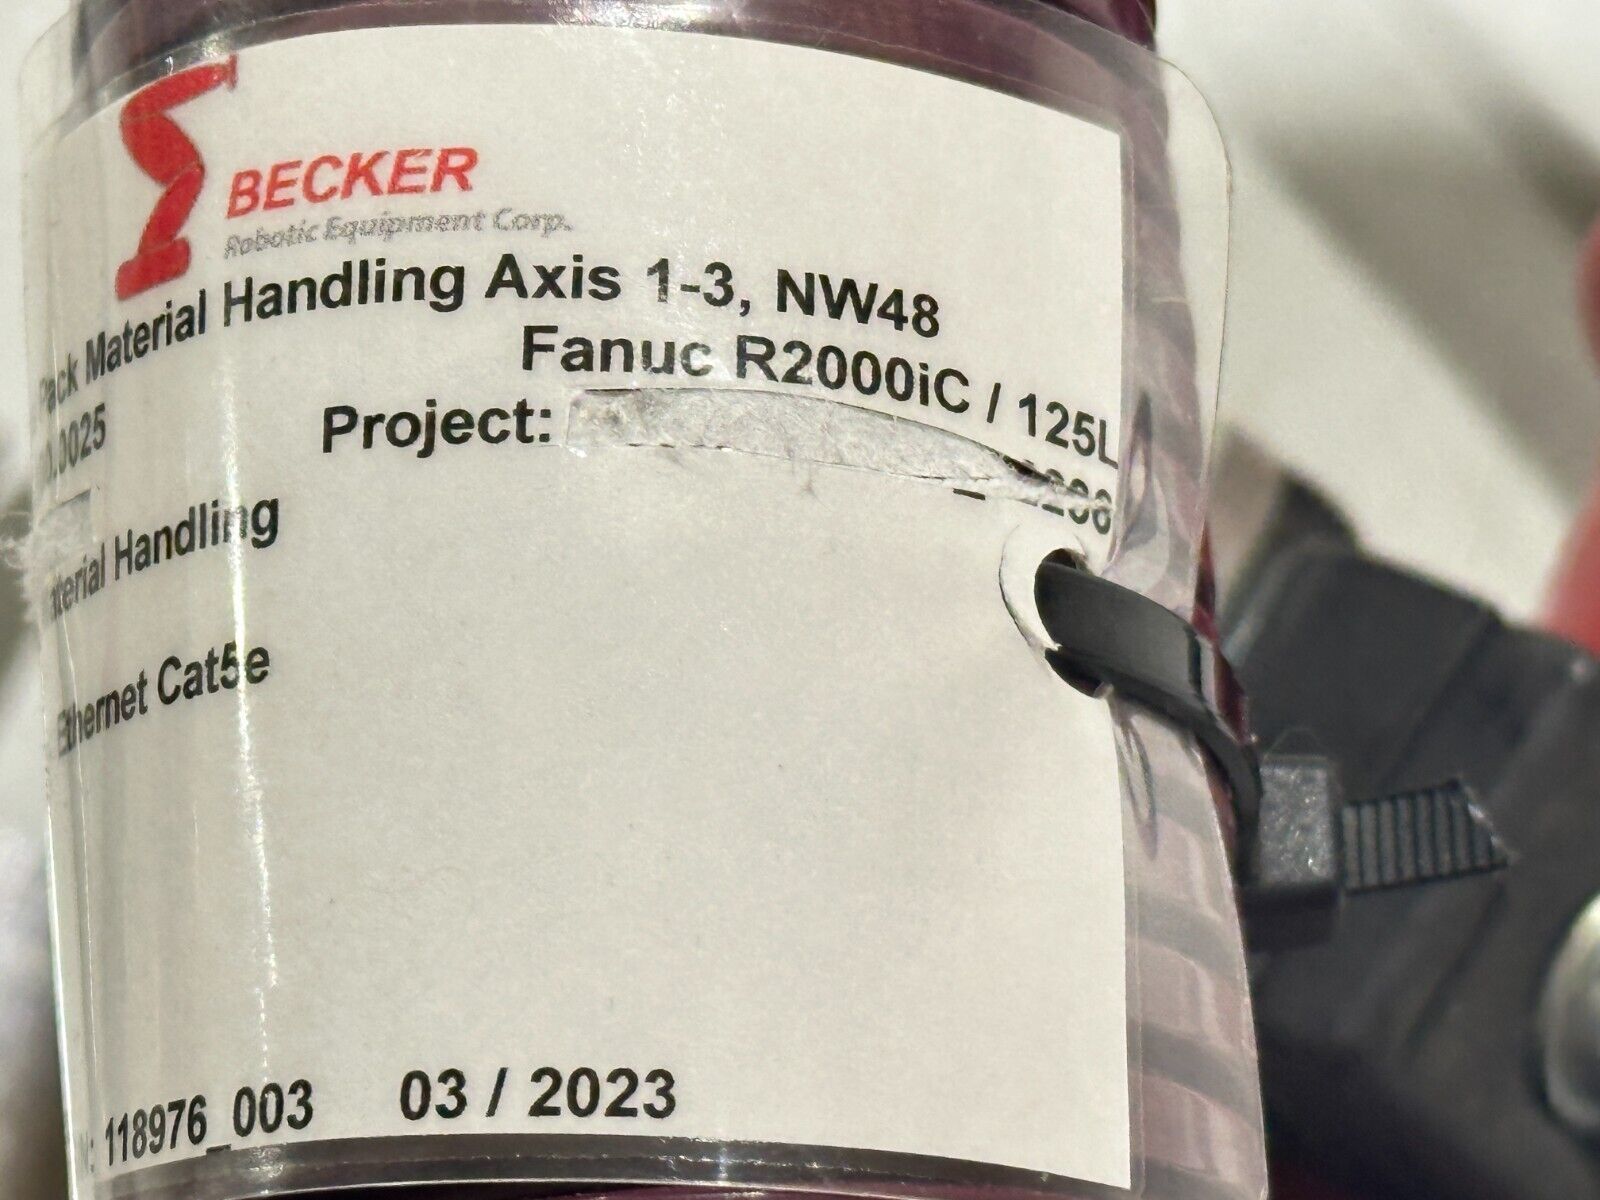 BECKER
Robotic Equipment Corp.
Pack Material Handling Axis 1-3, NW48
Fanuc R2000iC / 125L
.0025
Project:
Material Handling
Ethernet Cat5e
118976_003 03 / 2023